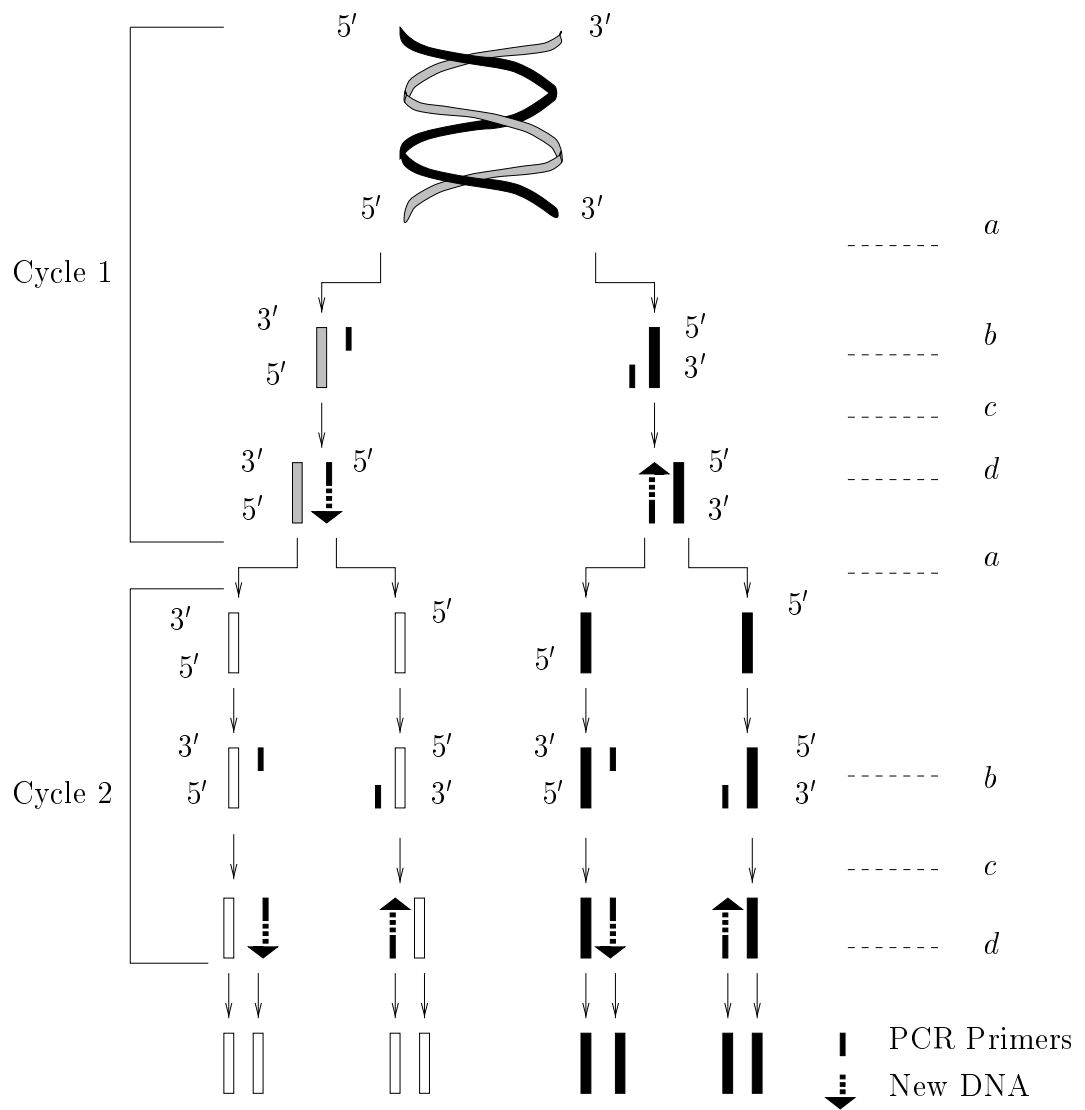 5′ 3′
5′ 3′
a
Cycle 1
3′ 5′
b
5′ 3′
c
3′ 5′ 5′
d
5′ 3′
a
3′ 5′ 5′
5′ 5′
3′ 5′ 3′ 5′
Cycle 2 5′ 3′ 5′ 3′
b
c
d
PCR Primers
New DNA